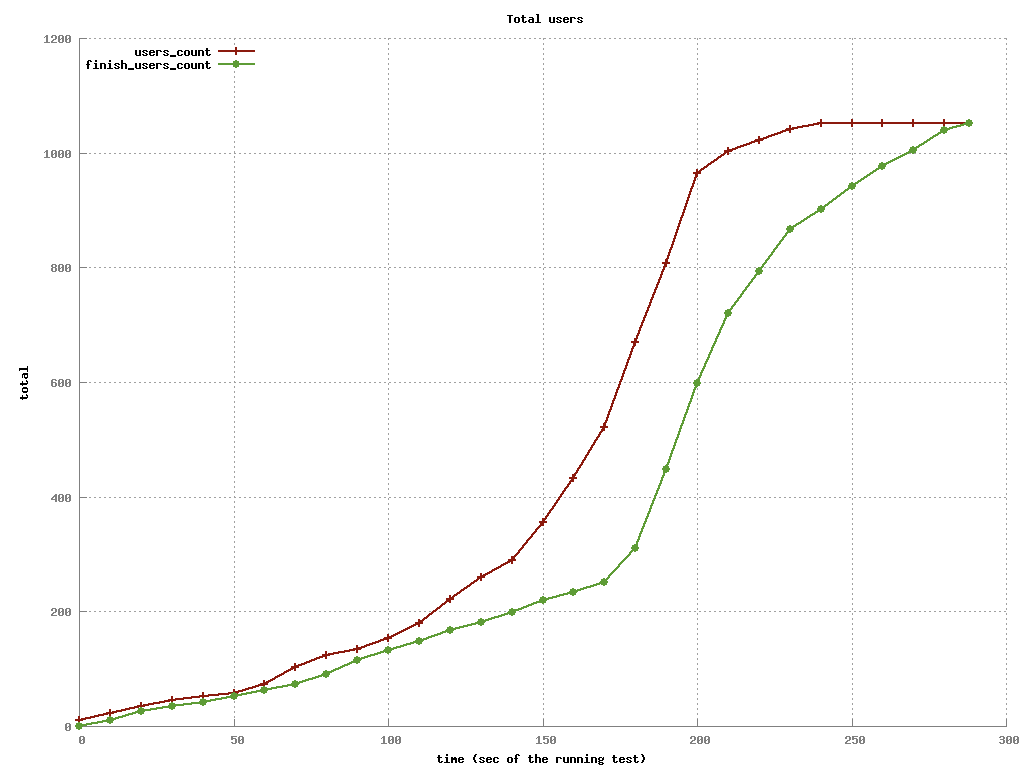 Total users
users_count
finish_users_count
1200
1000
800
600
400
200
0
total
0 50 100 150 200 250 300
time (sec of the running test)